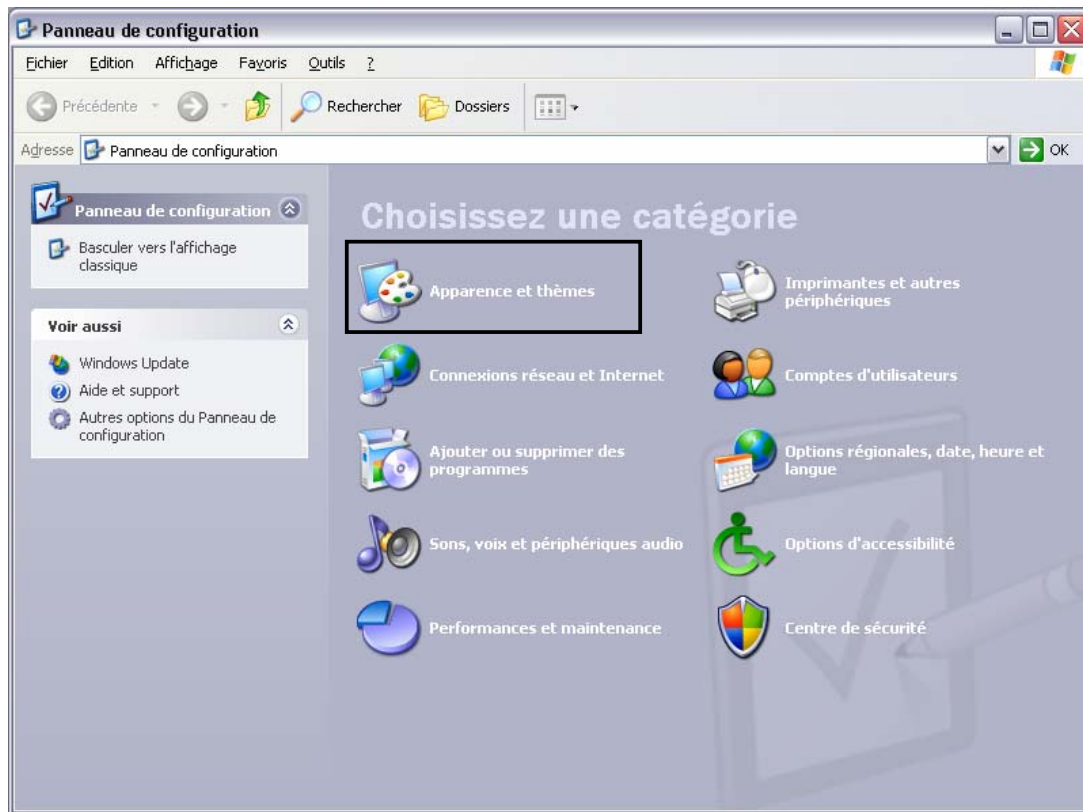 Panneau de configuration
Fichier Edition Affichage Favoris Outils ?
Précédente Rechercher Dossiers
Adresse Panneau de configuration OK
Panneau de configuration
Basculer vers l'affichage
classique
Voir aussi
Windows Update
Aide et support
Autres options du Panneau de
configuration
Choisissez une catégorie
Apparence et thèmes
Imprimantes et autres
périphériques
Connexions réseau et Internet
Comptes d'utilisateurs
Ajouter ou supprimer des
programmes
Options régionales, date, heure et
langue
Sons, voix et périphériques audio
Options d'accessibilité
Performances et maintenance
Centre de sécurité